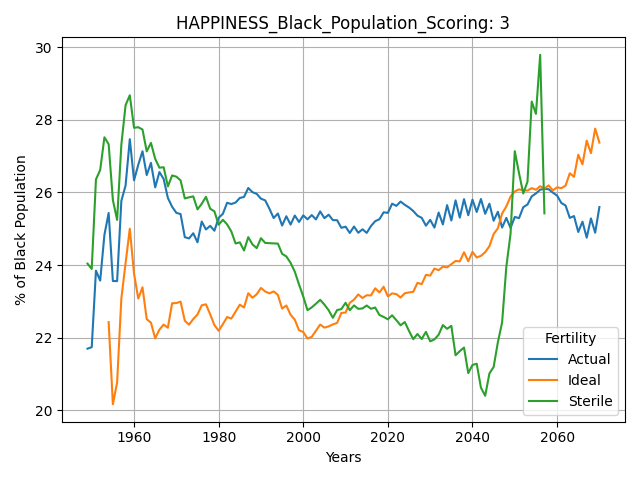 HAPPINESS_Black_Population_Scoring: 3
% of Black Population
30
28
26
24
22
20
1960 1980 2000 2020 2040 2060
Years
Fertility
Actual
Ideal
Sterile